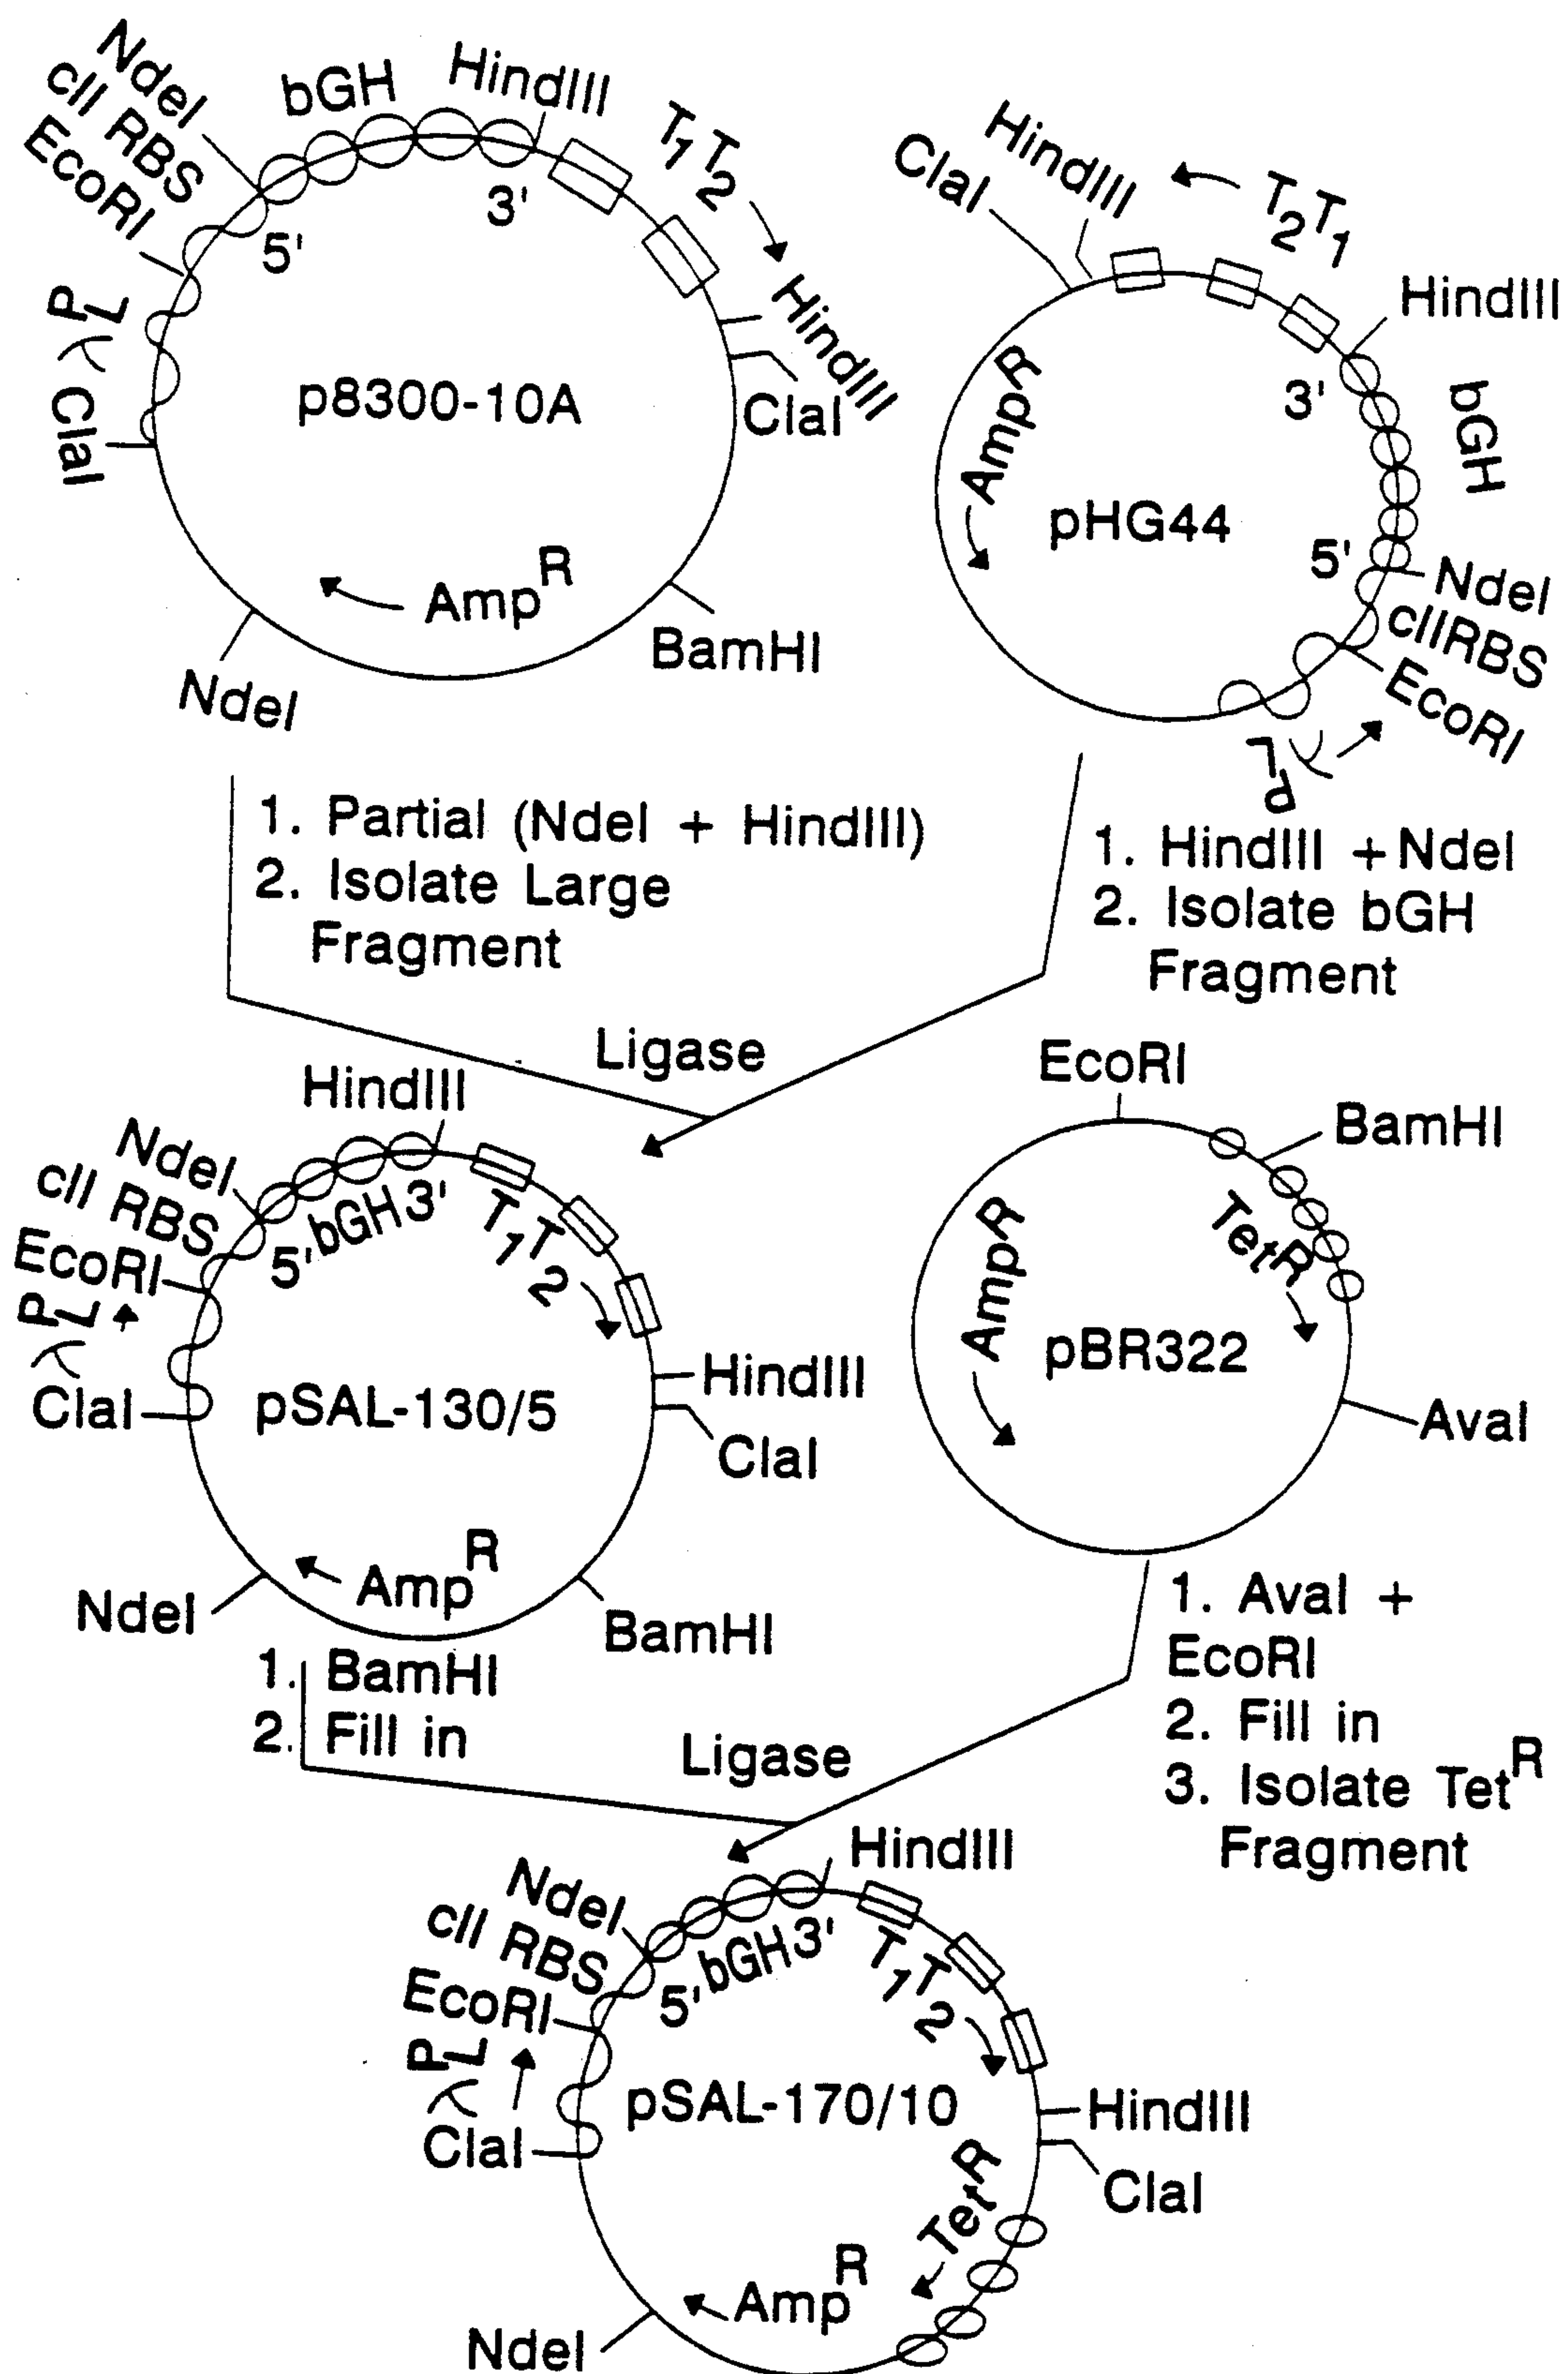 NdeI
cII RBS
EcoRI
bGH
HindIII
T1T2
5'
3'
λPL
ClaI
p8300-10A
HindIII
ClaI
AmpR
BamHI
NdeI
ClaI
HindIII
T2T1
HindIII
3'
bGH
AmpR
pHG44
5'
NdeI
cIIRBS
EcoRI
λPL
1. Partial (NdeI + HindIII)
2. Isolate Large
Fragment
1. HindIII + NdeI
2. Isolate bGH
Fragment
Ligase
HindIII
NdeI
cII RBS
EcoRI
5' bGH 3'
T1T2
λPL
ClaI
pSAL-130/5
HindIII
ClaI
AmpR
NdeI
BamHI
EcoRI
BamHI
TetR
AmpR
pBR322
AvaI
1. BamHI
2. Fill in
1. AvaI +
EcoRI
2. Fill in
3. Isolate TetR
Fragment
Ligase
HindIII
NdeI
cII RBS
EcoRI
5' bGH 3'
T1T2
λPL
ClaI
pSAL-170/10
HindIII
ClaI
TetR
AmpR
NdeI